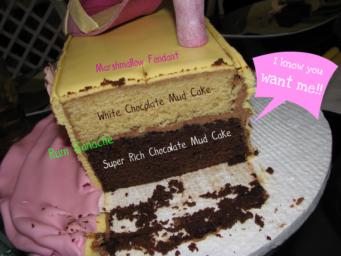 Marshmallow Fondant
I know you
want me!!
White Chocolate Mud Cake
Rum Ganache
Super Rich Chocolate Mud Cake